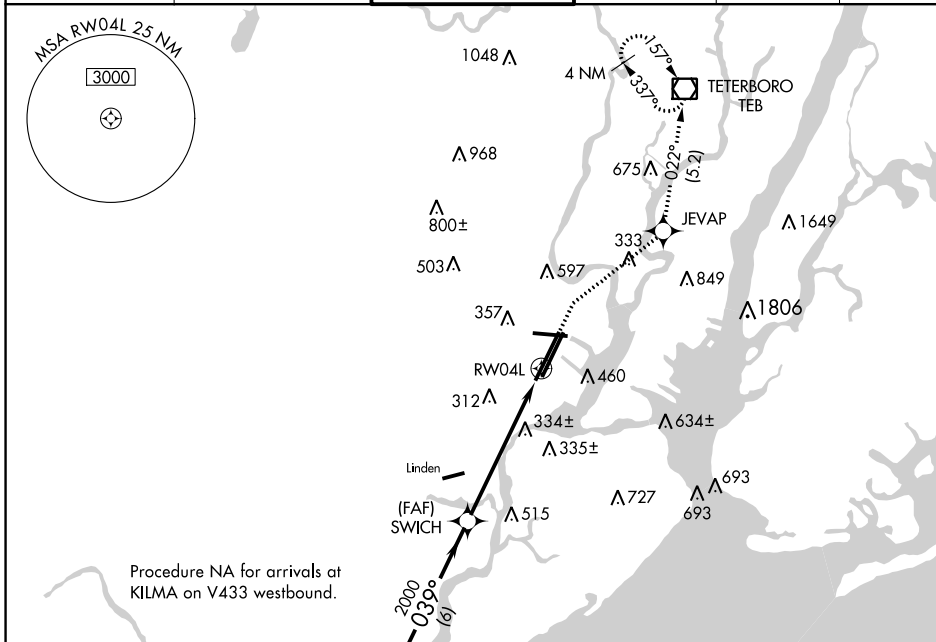 MSA RW04L 25 NM
3000
1048
4 NM
157°
337°
TETERBORO
TEB
968
675
022°
(5.2)
800±
JEVAP
1649
333
503
597
849
357
1806
RW04L
460
312
334±
634±
335±
Linden
693
727
693
(FAF)
SWICH
515
Procedure NA for arrivals at
KILMA on V433 westbound.
2000
039°
(6)